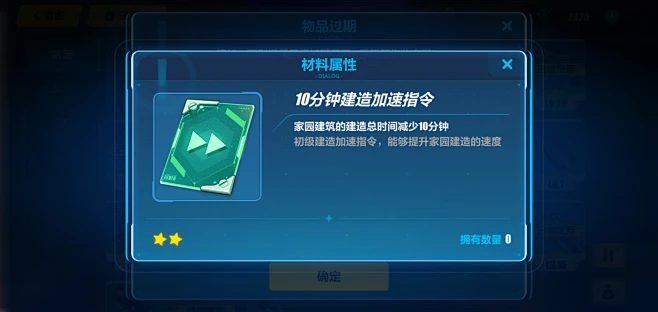 物品过期
材料属性
DIALOG
10分钟建造加速指令
家园建筑的建造总时间减少10分钟
初级建造加速指令，能够提升家园建造的速度
拥有数量 0
确定